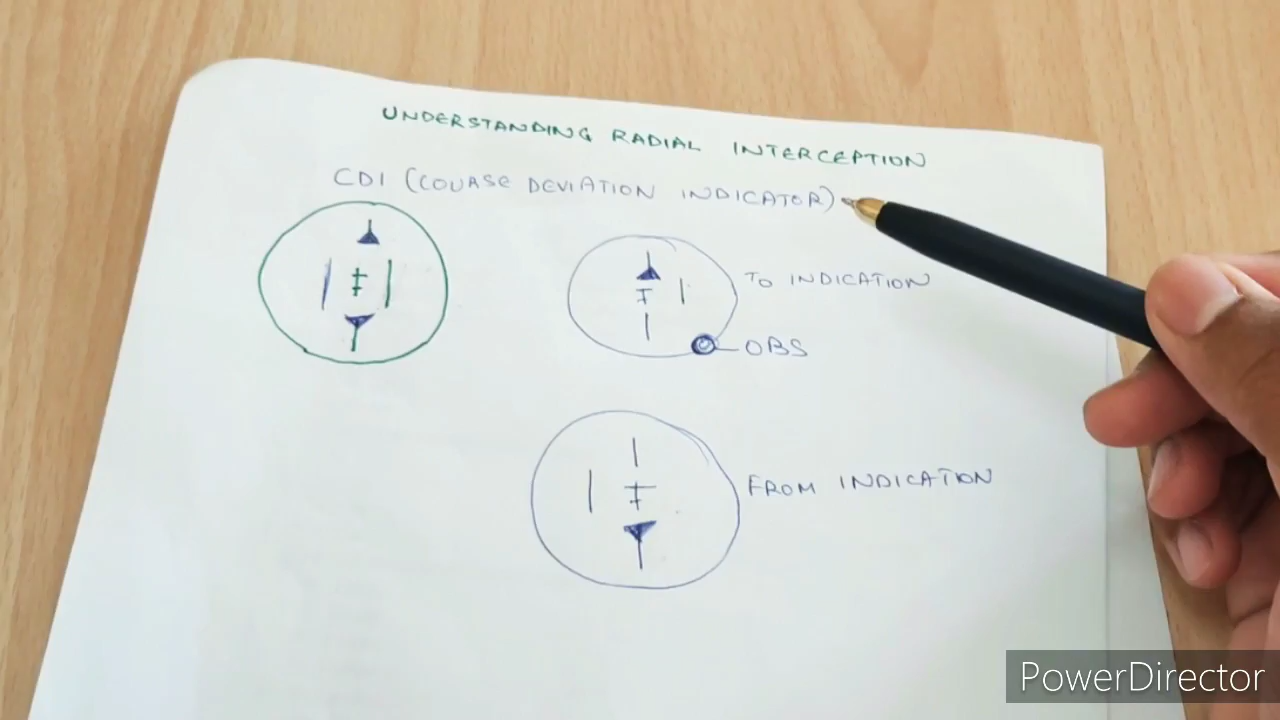 UNDERSTANDING RADIAL INTERCEPTION
CDI (COURSE DEVIATION INDICATOR)
TO INDICATION
OBS
FROM INDICATION
PowerDirector